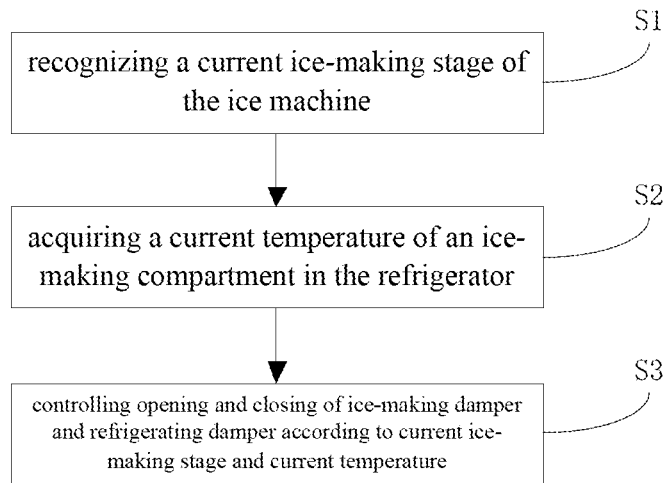 S1
recognizing a current ice-making stage of
the ice machine
S2
acquiring a current temperature of an ice-
making compartment in the refrigerator
S3
controlling opening and closing of ice-making damper
and refrigerating damper according to current ice-
making stage and current temperature